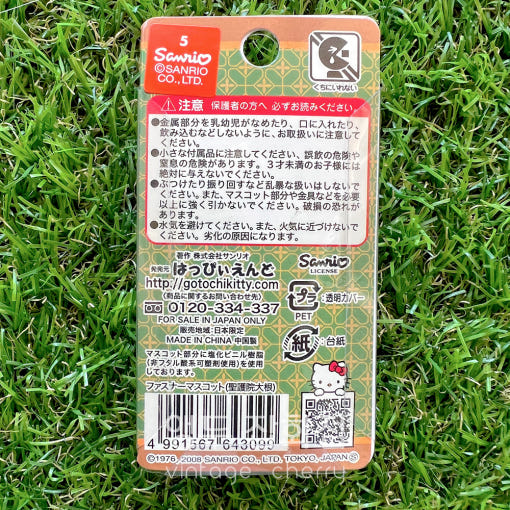 5
Sanrio
©SANRIO
CO.,LTD.
くちにいれない
⚠注意 保護者の方へ 必ずお読みください。
●金属部分を乳幼児がなめたり、口に入れたり、
飲み込むなどしないように、お取扱いに注意して
ください。
●小さな付属品に注意してください、誤飲の危険や
窒息の危険があります。3才未満のお子様には
絶対に与えないでください。
●ぶつけたり振り回すなど乱暴な扱いはしないで
ください。また、マスコット部分や金具などを必要
以上に強く引かないでください。破損の恐れが
あります。
●水気を避けてください。また、火気に近づけないで
ください。劣化の原因になります。
著作 株式会社サンリオ
発売元 はっぴぃえんど
http://gotochikitty.com
(商品に関するお問い合わせ先)
0120-334-337
FOR SALE IN JAPAN ONLY
販売地域:日本限定
MADE IN CHINA 中国製
マスコット部分に塩化ビニル樹脂
(非フタル酸系可塑剤使用)を使用
しております。
Sanrio
LICENSE
プラ
:透明カバー
PET
紙
:台紙
ファスナーマスコット(聖護院大根)
4 991567 643099
©1976, 2008 SANRIO CO., LTD. TOKYO, JAPAN Ⓢ
vintage cherry